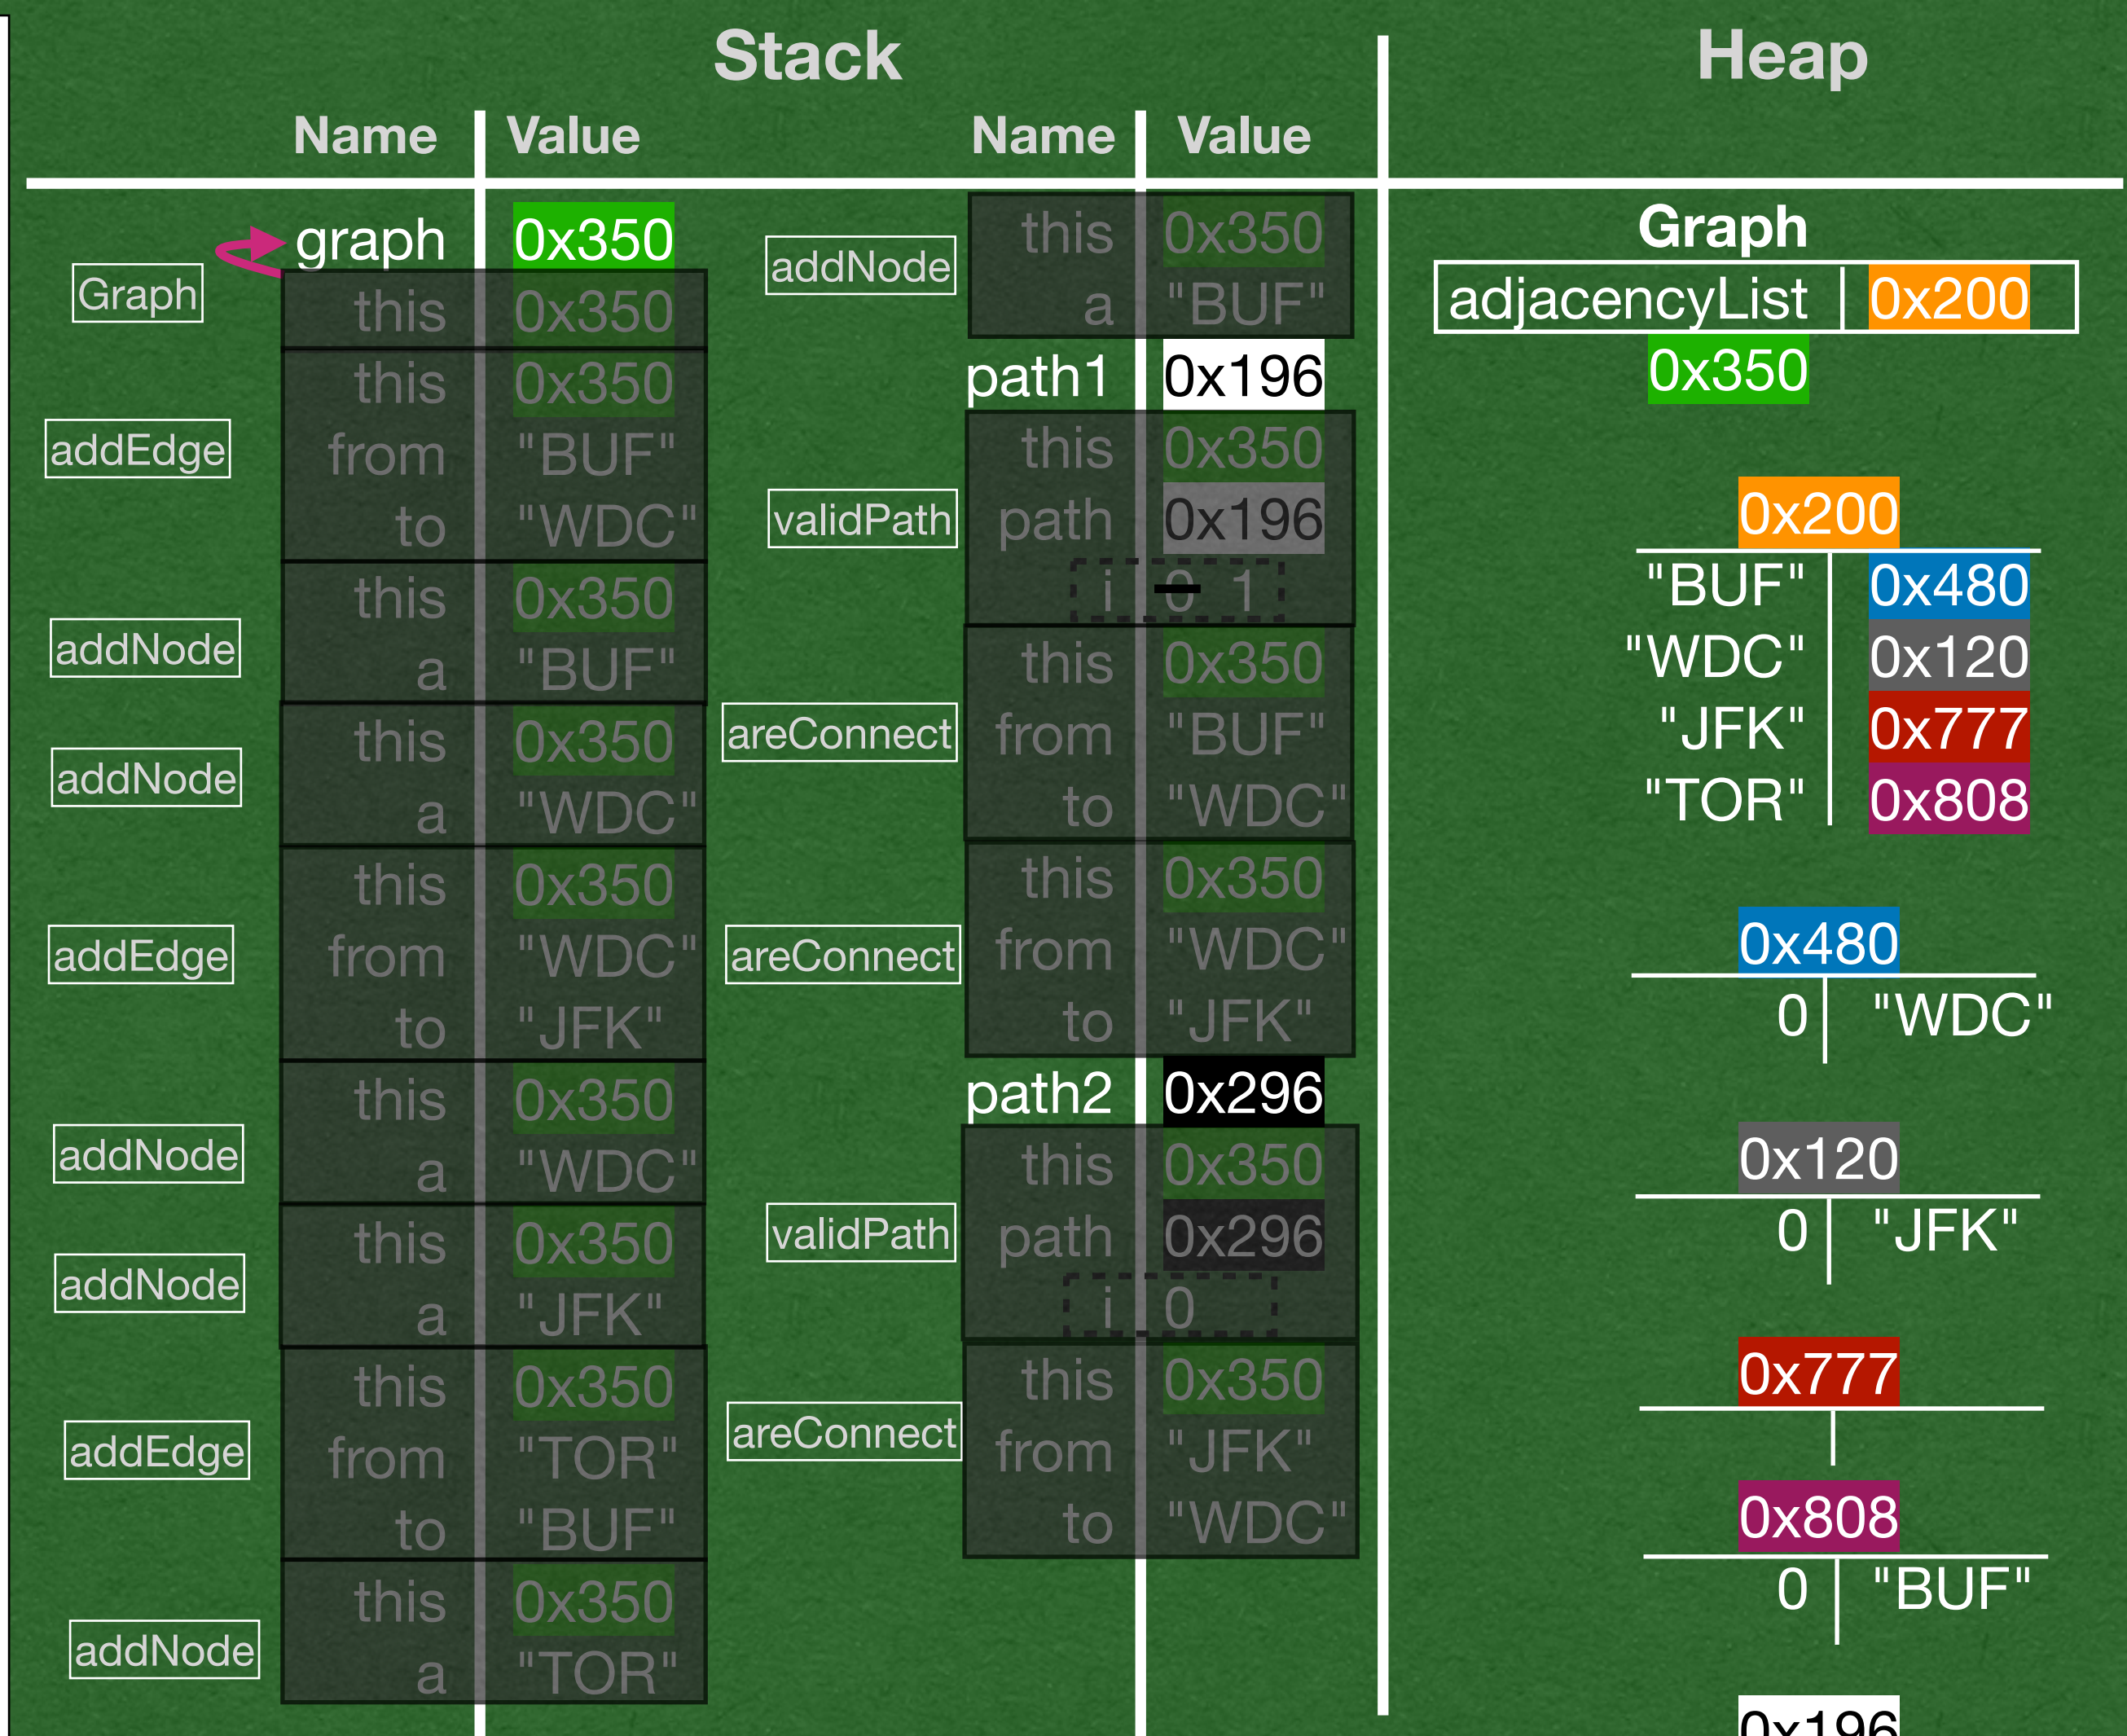 Stack
Name Value
graph 0x350
Graph
this 0x350
addEdge
this 0x350
from "BUF"
to "WDC"
addNode
this 0x350
a "BUF"
addNode
this 0x350
a "WDC"
addEdge
this 0x350
from "WDC"
to "JFK"
addNode
this 0x350
a "WDC"
addNode
this 0x350
a "JFK"
addEdge
this 0x350
from "TOR"
to "BUF"
addNode
this 0x350
a "TOR"
Name Value
addNode
this 0x350
a "BUF"
path1 0x196
validPath
this 0x350
path 0x196
i 0 1
areConnect
this 0x350
from "BUF"
to "WDC"
areConnect
this 0x350
from "WDC"
to "JFK"
path2 0x296
validPath
this 0x350
path 0x296
i 0
areConnect
this 0x350
from "JFK"
to "WDC"
Heap
Graph
adjacencyList 0x200
0x350
0x200
"BUF" 0x480
"WDC" 0x120
"JFK" 0x777
"TOR" 0x808
0x480
0 "WDC"
0x120
0 "JFK"
0x777
0x808
0 "BUF"
0x196